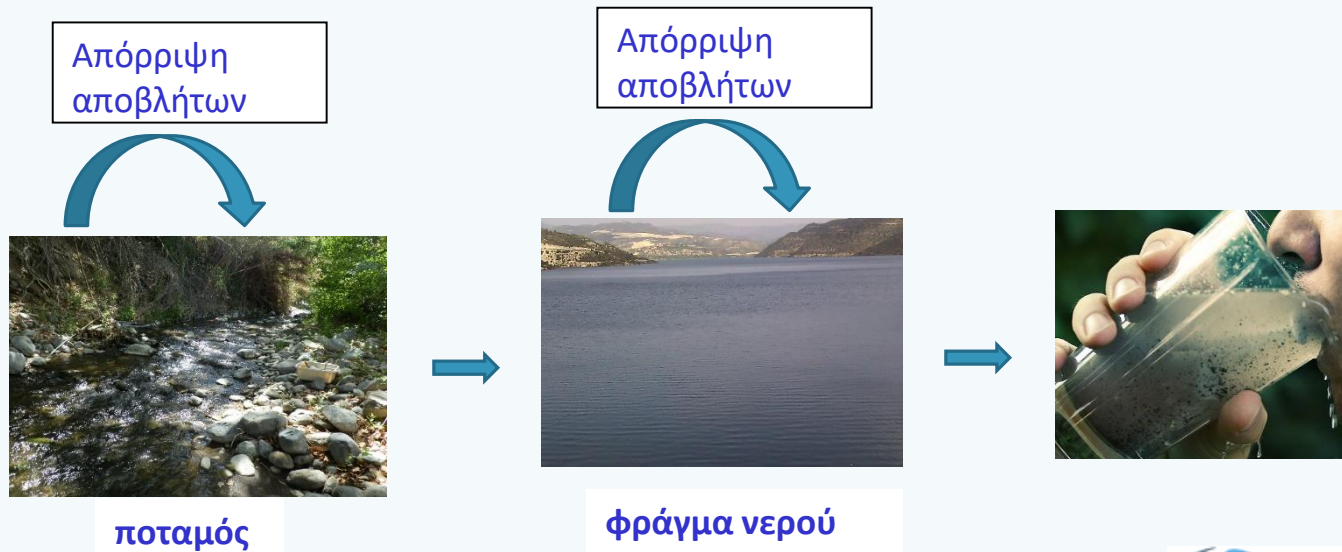 Απόρριψη
αποβλήτων
Απόρριψη
αποβλήτων
ποταμός
φράγμα νερού